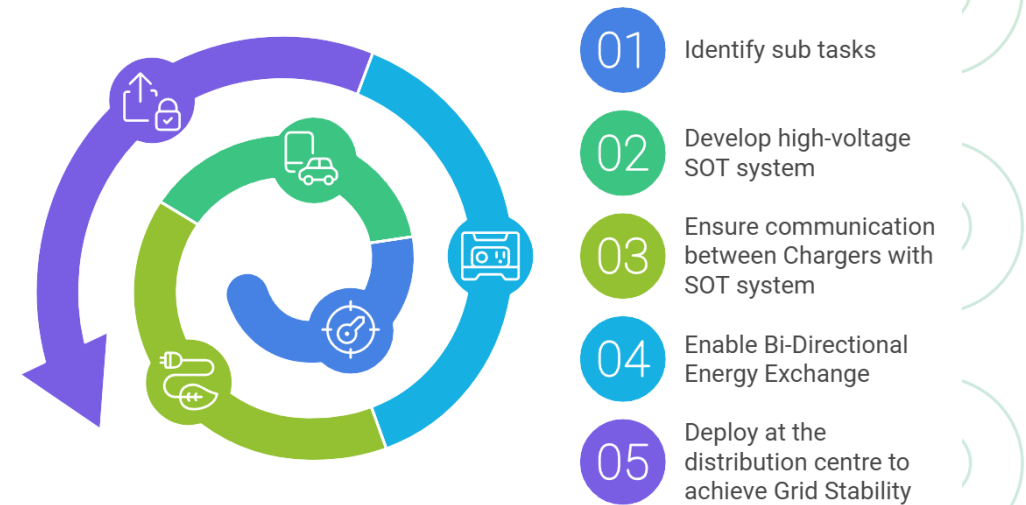 01
Identify sub tasks
02
Develop high-voltage
SOT system
03
Ensure communication
between Chargers with
SOT system
04
Enable Bi-Directional
Energy Exchange
05
Deploy at the
distribution centre to
achieve Grid Stability